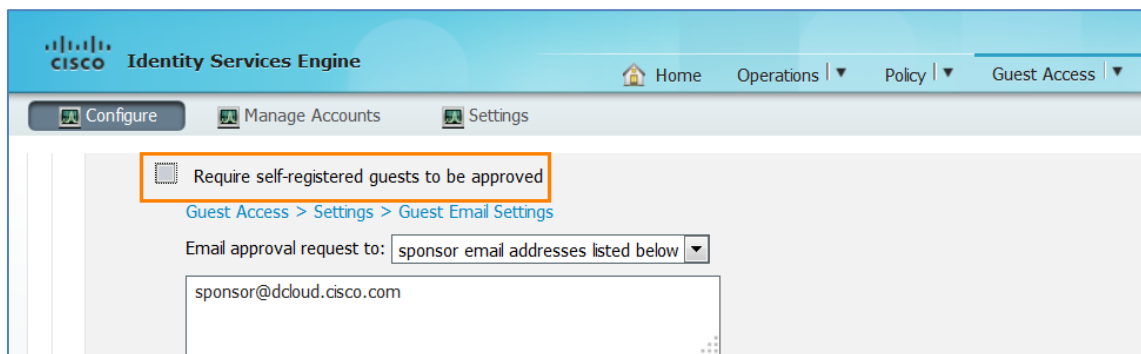 CISCO Identity Services Engine
Home Operations Policy Guest Access
Configure Manage Accounts Settings
Require self-registered guests to be approved
Guest Access > Settings > Guest Email Settings
Email approval request to: sponsor email addresses listed below
sponsor@dcloud.cisco.com